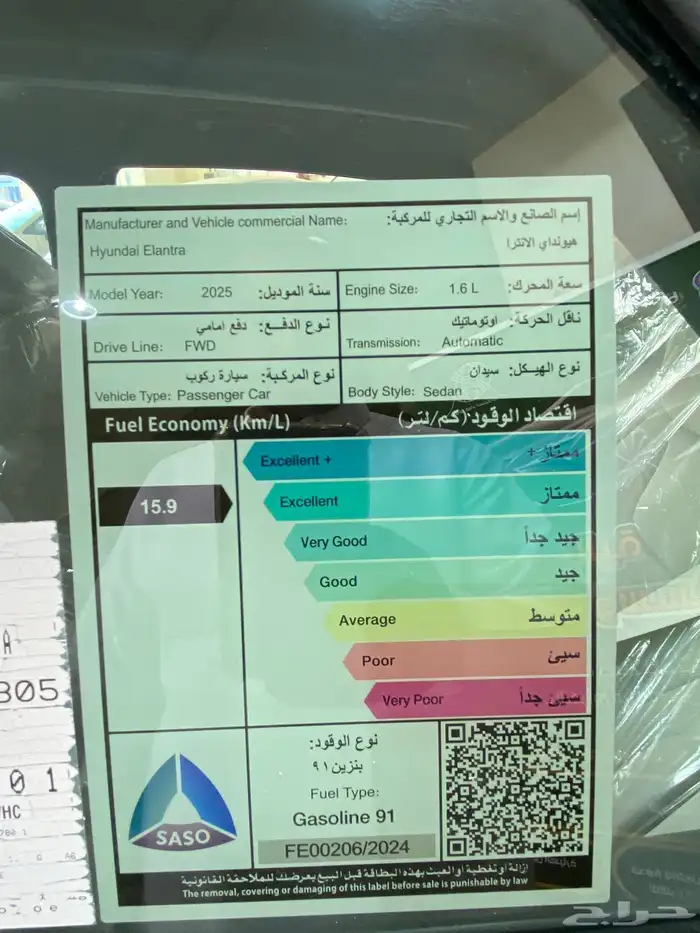 إسم الصانع والاسم التجاري للمركبة:
Manufacturer and Vehicle commercial Name:
هيونداي الانترا
Hyundai Elantra
Model Year: 2025 سنة الموديل:
Engine Size: 1.6 L سعة المحرك:
نوع الدفع: دفع امامي
Drive Line: FWD
ناقل الحركة: اوتوماتيك
Transmission: Automatic
نوع المركبة: سيارة ركوب
Vehicle Type: Passenger Car
نوع الهيكل: سيدان
Body Style: Sedan
Fuel Economy (Km/L) اقتصاد الوقود (كم/لتر)
Excellent + ممتاز +
15.9
Excellent ممتاز
Very Good جيد جداً
Good جيد
Average متوسط
Poor سيئ
Very Poor سيئ جداً
نوع الوقود:
بنزين ٩١
Fuel Type:
Gasoline 91
FE00206/2024
SASO
إزالة أو تغطية أو العبث بهذه البطاقة قبل البيع يعرضك للملاحقة القانونية
The removal, covering or damaging of this label before sale is punishable by law
A
305
01
حراج